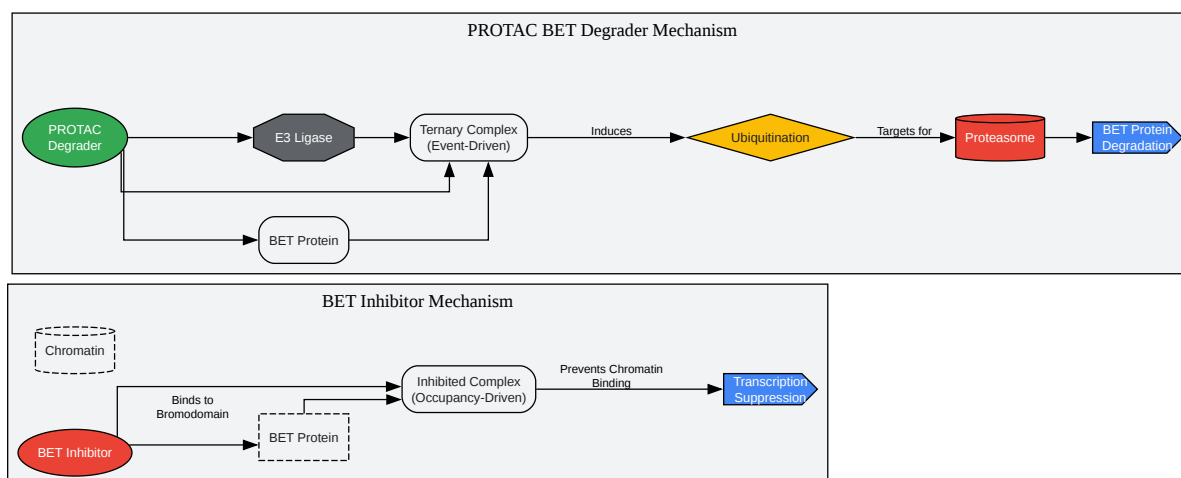 PROTAC BET Degrader Mechanism
PROTAC
Degrader
E3 Ligase
Ternary Complex
(Event-Driven)
Induces
Ubiquitination
Targets for
Proteasome
BET Protein
Degradation
BET Protein
BET Inhibitor Mechanism
Chromatin
Binds to
Bromodomain
Inhibited Complex
(Occupancy-Driven)
Prevents Chromatin
Binding
Transcription
Suppression
BET Protein
BET Inhibitor